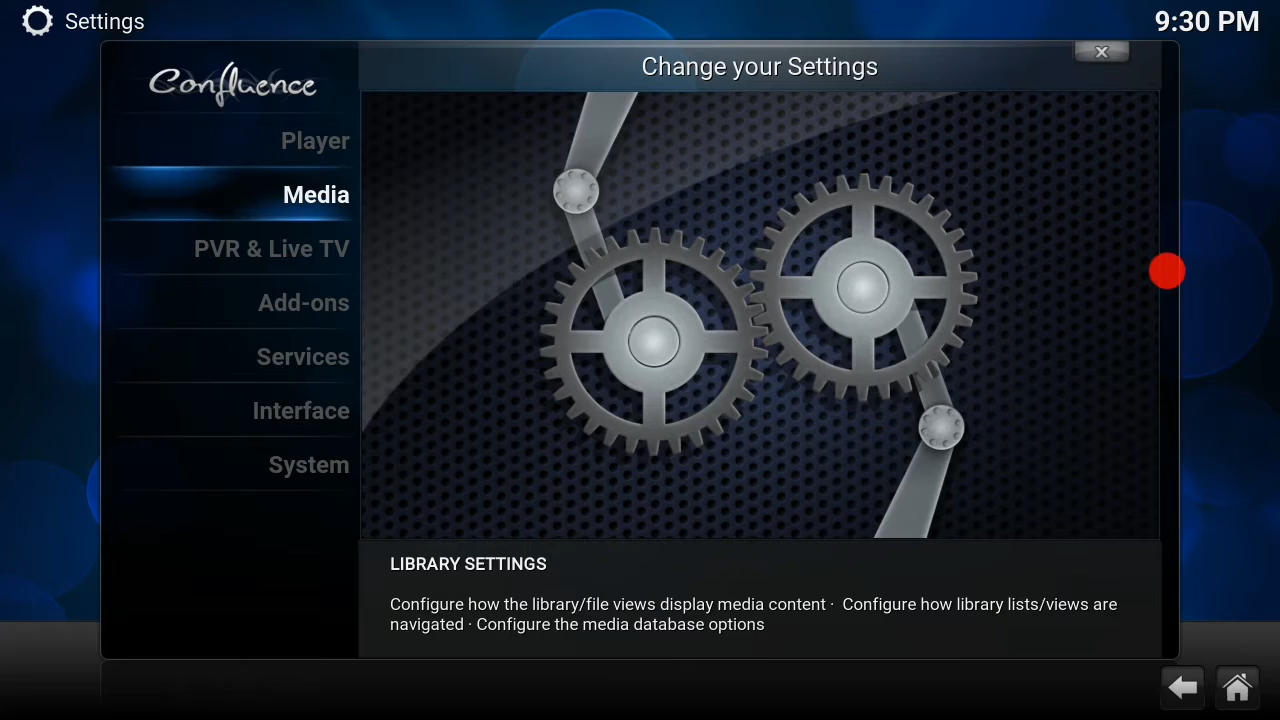 Settings
9:30 PM
Confluence
Change your Settings
Player
Media
PVR & Live TV
Add-ons
Services
Interface
System
LIBRARY SETTINGS
Configure how the library/file views display media content · Configure how library lists/views are
navigated · Configure the media database options